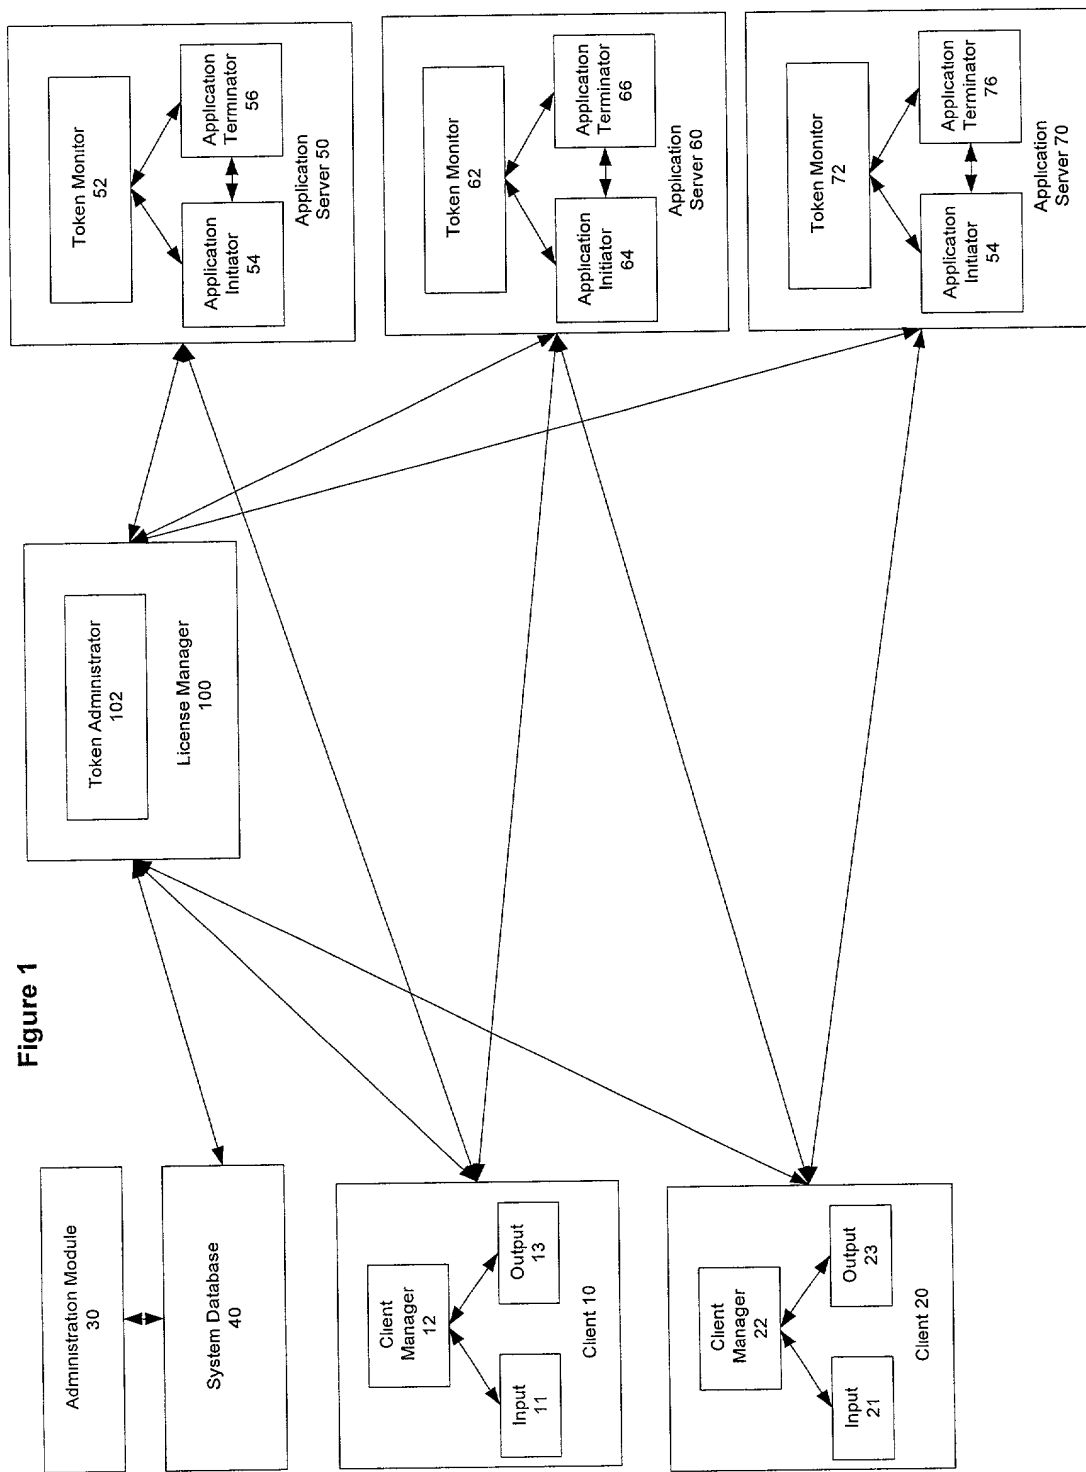 Figure 1
Administration Module
30
System Database
40
Client
Manager
12
Input
11
Output
13
Client 10
Client
Manager
22
Input
21
Output
23
Client 20
Token Administrator
102
License Manager
100
Token Monitor
52
Application
Initiator
54
Application
Terminator
56
Application
Server 50
Token Monitor
62
Application
Initiator
64
Application
Terminator
66
Application
Server 60
Token Monitor
72
Application
Initiator
54
Application
Terminator
76
Application
Server 70